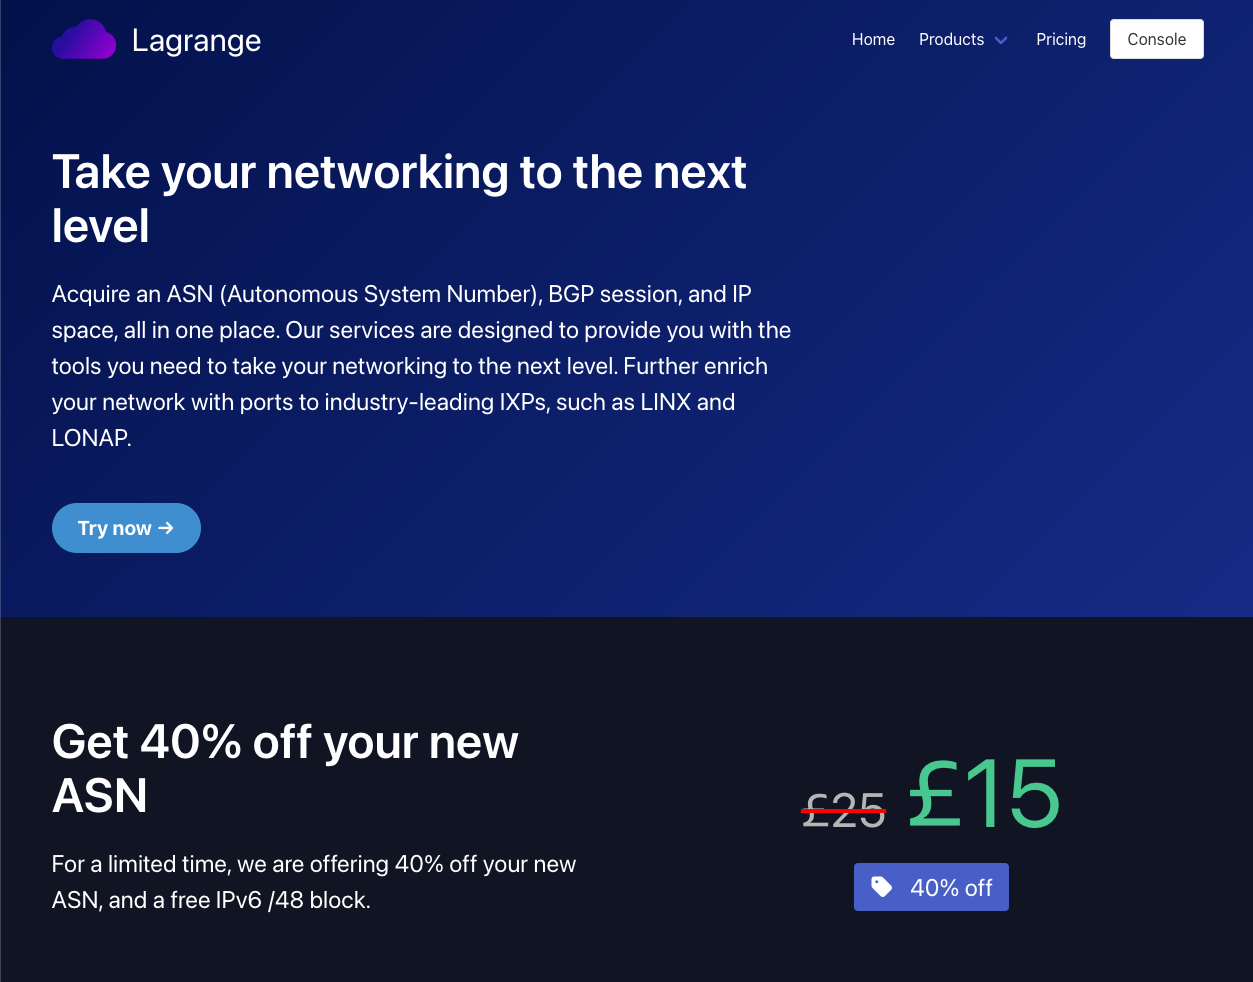 Lagrange
Home Products Pricing Console
Take your networking to the next
level
Acquire an ASN (Autonomous System Number), BGP session, and IP
space, all in one place. Our services are designed to provide you with the
tools you need to take your networking to the next level. Further enrich
your network with ports to industry-leading IXPs, such as LINX and
LONAP.
Try now →
Get 40% off your new
ASN
For a limited time, we are offering 40% off your new
ASN, and a free IPv6 /48 block.
£25 £15
40% off